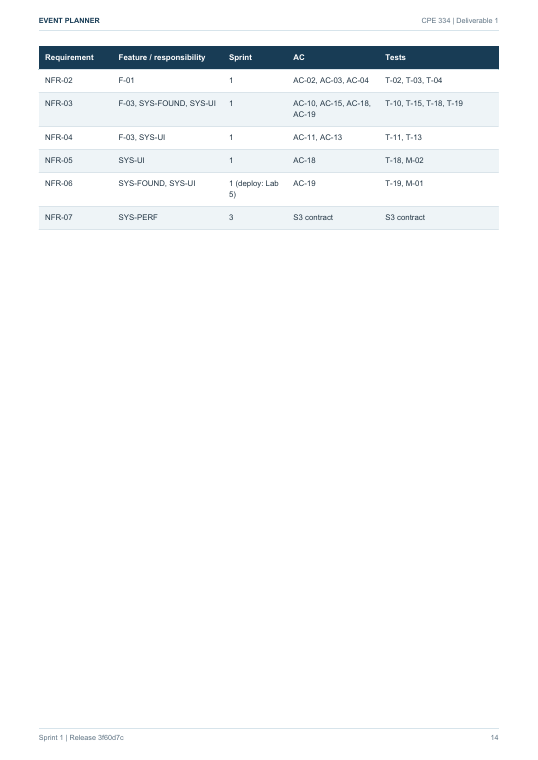 EVENT PLANNER CPE 334 | Deliverable 1
Requirement Feature / responsibility Sprint AC Tests
NFR-02 F-01 1 AC-02, AC-03, AC-04 T-02, T-03, T-04
NFR-03 F-03, SYS-FOUND, SYS-UI 1 AC-10, AC-15, AC-18, T-10, T-15, T-18, T-19
AC-19
NFR-04 F-03, SYS-UI 1 AC-11, AC-13 T-11, T-13
NFR-05 SYS-UI 1 AC-18 T-18, M-02
NFR-06 SYS-FOUND, SYS-UI 1 (deploy: Lab AC-19 T-19, M-01
5)
NFR-07 SYS-PERF 3 S3 contract S3 contract
Sprint 1 | Release 3f60d7c 14